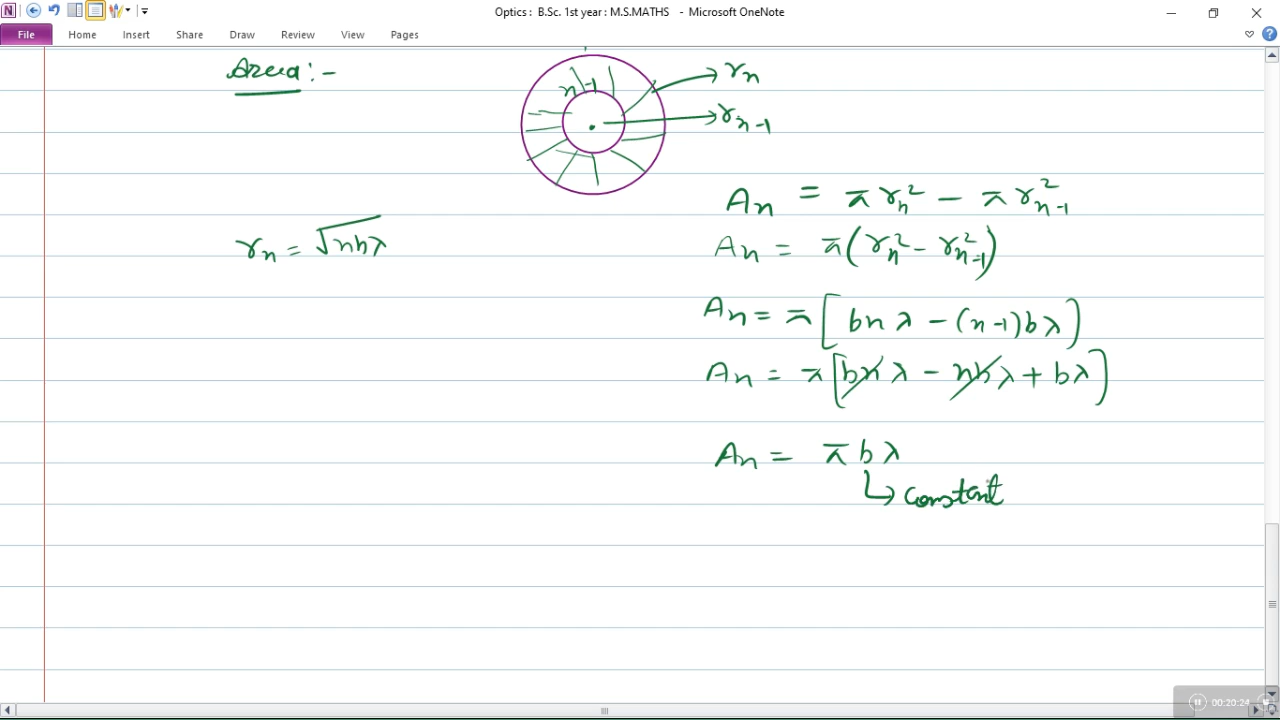 Optics : B.Sc. 1st year : M.S.MATHS - Microsoft OneNote
File Home Insert Draw Review View Pages
Area :-
n-1
rₙ
rₙ₋₁
Aₙ = πrₙ² − πrₙ₋₁²
rₙ = √nbλ
Aₙ = π(rₙ² − rₙ₋₁²)
Aₙ = π[bnλ − (n-1)bλ]
Aₙ = π[bnλ − nbλ + bλ]
Aₙ = πbλ
↳ constant
00:20:24